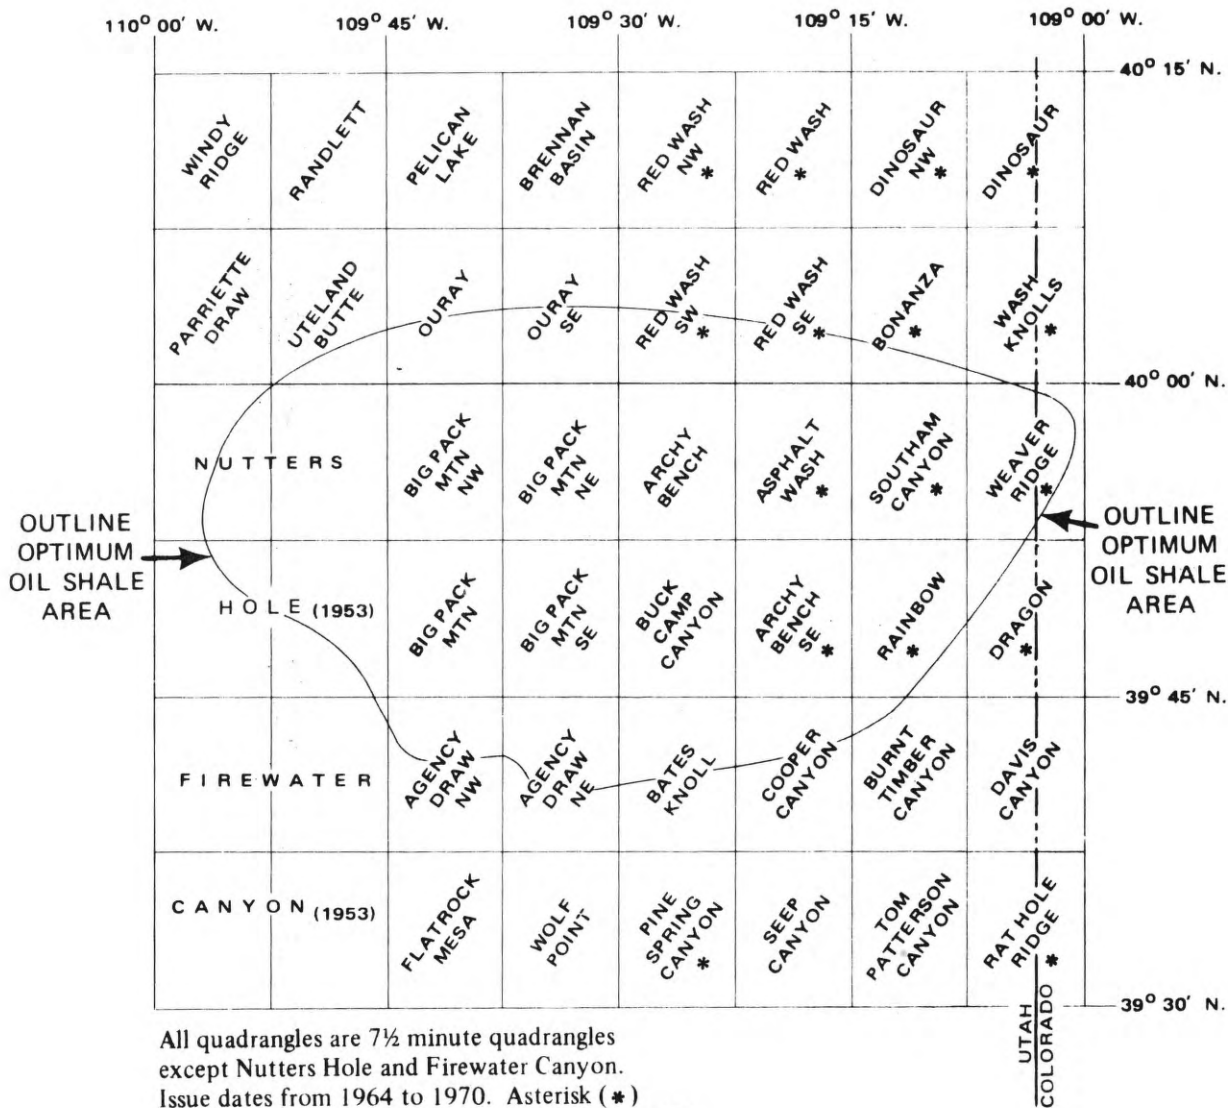 110° 00' W. 109° 45' W. 109° 30' W. 109° 15' W. 109° 00' W.
40° 15' N.
WINDY
RIDGE
RANDLETT
PELICAN
LAKE
BRENNAN
BASIN
RED WASH
NW
*
RED WASH
*
DINOSAUR
NW
*
DINOSAUR
*
PARRIETTE
DRAW
UTELAND
BUTTE
OURAY
OURAY
SE
RED WASH
SW
*
RED WASH
SE
*
BONANZA
*
WASH
KNOLLS
*
40° 00' N.
NUTTERS
BIG PACK
MTN
NW
BIG PACK
MTN
NE
ARCHY
BENCH
ASPHALT
WASH
*
SOUTHAM
CANYON
*
WEAVER
RIDGE
*
OUTLINE
OPTIMUM
OIL SHALE
AREA
OUTLINE
OPTIMUM
OIL SHALE
AREA
HOLE (1953)
BIG PACK
MTN
BIG PACK
MTN
SE
BUCK
CAMP
CANYON
ARCHY
BENCH
SE
*
RAINBOW
*
DRAGON
*
39° 45' N.
FIREWATER
AGENCY
DRAW
NW
AGENCY
DRAW
NE
BATES
KNOLL
COOPER
CANYON
BURNT
TIMBER
CANYON
DAVIS
CANYON
CANYON (1953)
FLATROCK
MESA
WOLF
POINT
PINE
SPRING
CANYON
*
SEEP
CANYON
TOM
PATTERSON
CANYON
RAT HOLE
RIDGE
*
39° 30' N.
UTAH
COLORADO
All quadrangles are 7½ minute quadrangles
except Nutters Hole and Firewater Canyon.
Issue dates from 1964 to 1970. Asterisk (*)